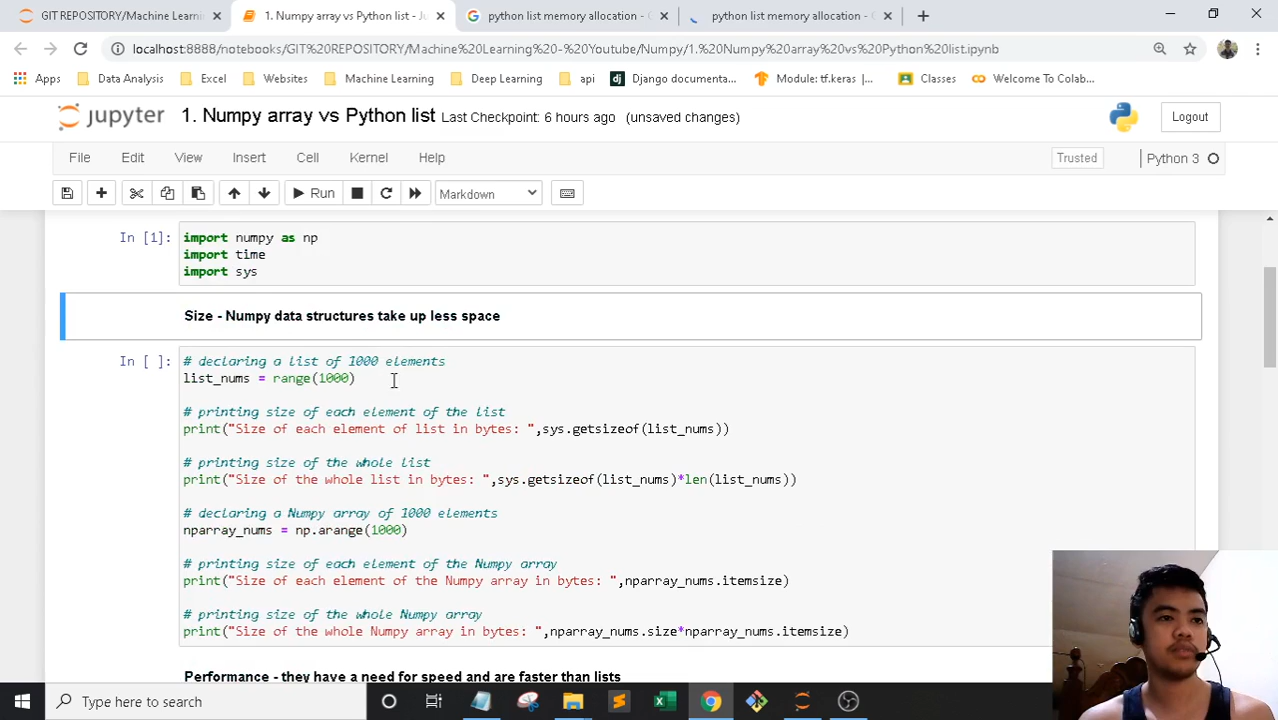 GIT REPOSITORY/Machine Learni
1. Numpy array vs Python list - Ju
python list memory allocation - G
python list memory allocation - G
localhost:8888/notebooks/GIT%20REPOSITORY/Machine%20Learning%20-%20Youtube/Numpy/1.%20Numpy%20array%20vs%20Python%20list.ipynb
Apps Data Analysis Excel Websites Machine Learning Deep Learning api Django documenta... Module: tf.keras |... Classes Welcome To Colab...
jupyter 1. Numpy array vs Python list Last Checkpoint: 6 hours ago (unsaved changes) Logout
File Edit View Insert Cell Kernel Help Trusted Python 3
Run Markdown
In [1]: import numpy as np
import time
import sys
Size - Numpy data structures take up less space
In [ ]: # declaring a list of 1000 elements
list_nums = range(1000)
# printing size of each element of the list
print("Size of each element of list in bytes: ",sys.getsizeof(list_nums))
# printing size of the whole list
print("Size of the whole list in bytes: ",sys.getsizeof(list_nums)*len(list_nums))
# declaring a Numpy array of 1000 elements
nparray_nums = np.arange(1000)
# printing size of each element of the Numpy array
print("Size of each element of the Numpy array in bytes: ",nparray_nums.itemsize)
# printing size of the whole Numpy array
print("Size of the whole Numpy array in bytes: ",nparray_nums.size*nparray_nums.itemsize)
Performance - they have a need for speed and are faster than lists
Type here to search